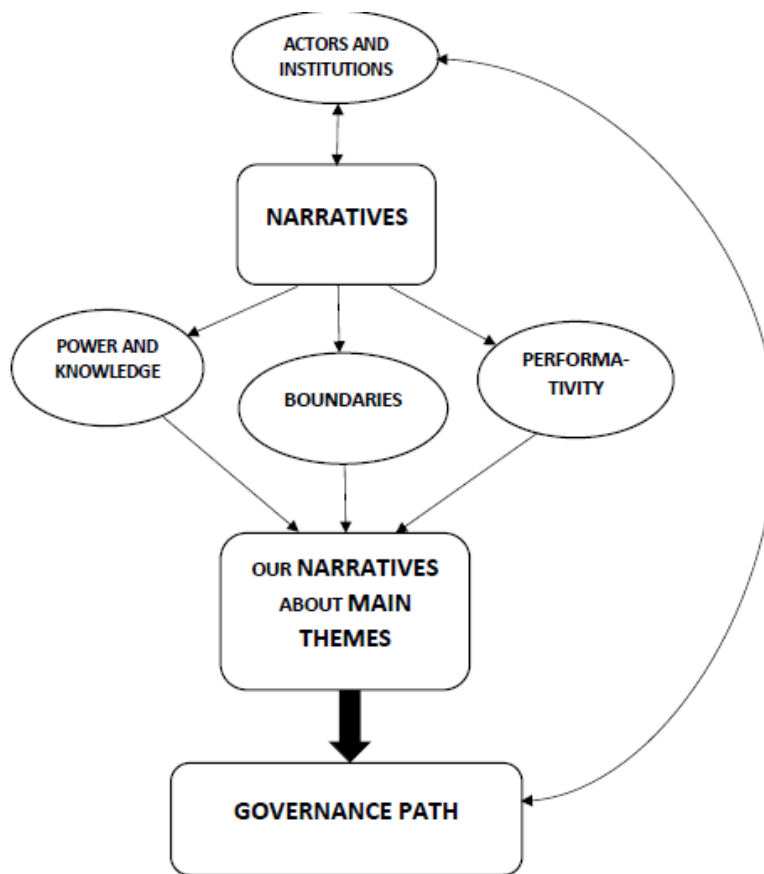 ACTORS AND
INSTITUTIONS
NARRATIVES
POWER AND
KNOWLEDGE
BOUNDARIES
PERFORMA-
TIVITY
OUR NARRATIVES
ABOUT MAIN
THEMES
GOVERNANCE PATH